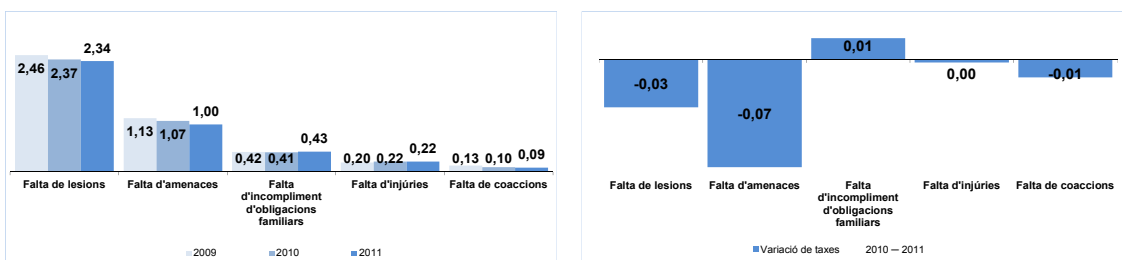 2,46 2,37 2,34
1,13 1,07 1,00
0,42 0,41 0,43
0,20 0,22 0,22
0,13 0,10 0,09
Falta de lesions
Falta d'amenaces
Falta
d'incompliment
d'obligacions
familiars
Falta d'injúries
Falta de coaccions
2009 2010 2011
-0,03
-0,07
0,01
0,00
-0,01
Falta de lesions
Falta d'amenaces
Falta
d'incompliment
d'obligacions
familiars
Falta d'injúries
Falta de coaccions
Variació de taxes 2010 — 2011